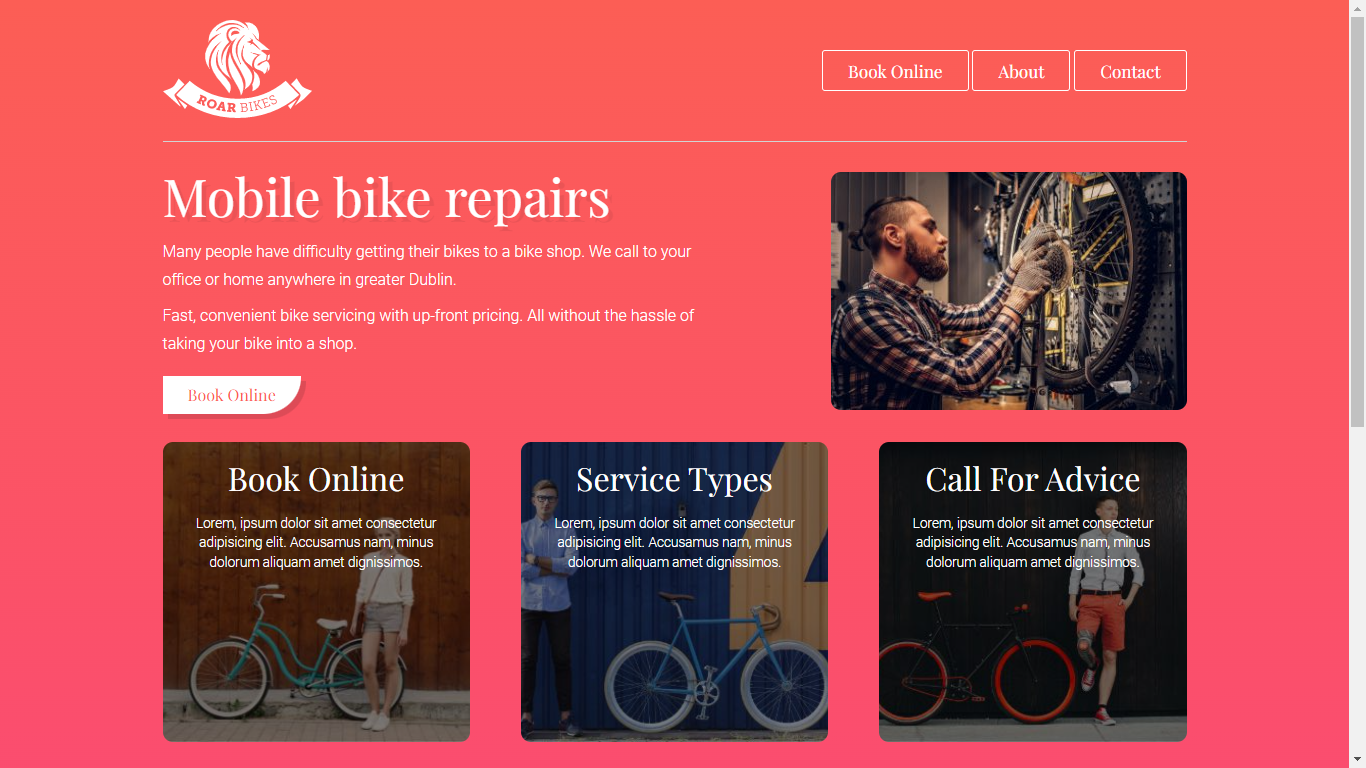 ROAR BIKES
Book Online
About
Contact
Mobile bike repairs
Many people have difficulty getting their bikes to a bike shop. We call to your
office or home anywhere in greater Dublin.
Fast, convenient bike servicing with up-front pricing. All without the hassle of
taking your bike into a shop.
Book Online
Book Online
Lorem, ipsum dolor sit amet consectetur
adipisicing elit. Accusamus nam, minus
dolorum aliquam amet dignissimos.
Service Types
Lorem, ipsum dolor sit amet consectetur
adipisicing elit. Accusamus nam, minus
dolorum aliquam amet dignissimos.
Call For Advice
Lorem, ipsum dolor sit amet consectetur
adipisicing elit. Accusamus nam, minus
dolorum aliquam amet dignissimos.